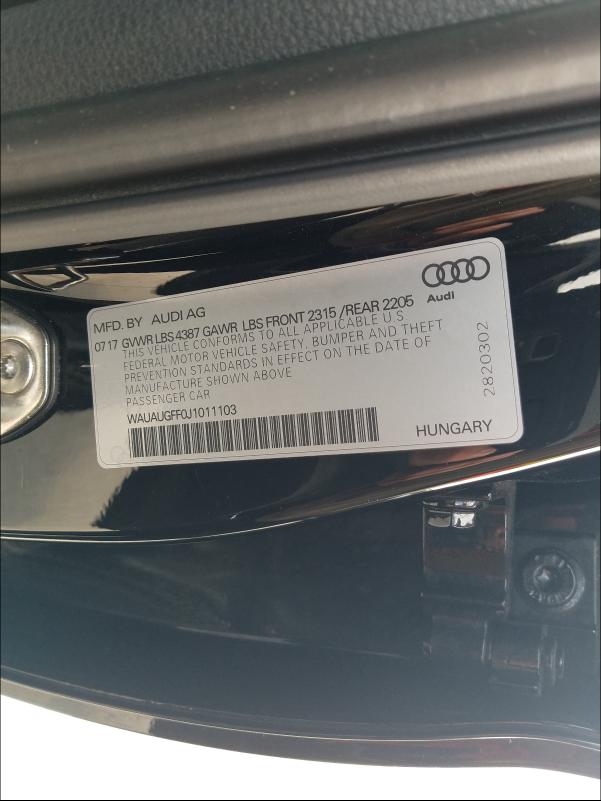 MFD. BY AUDI AG
Audi
07 17 GVWR LBS 4387 GAWR LBS FRONT 2315 / REAR 2205
THIS VEHICLE CONFORMS TO ALL APPLICABLE U S
FEDERAL MOTOR VEHICLE SAFETY, BUMPER AND THEFT
PREVENTION STANDARDS IN EFFECT ON THE DATE OF
MANUFACTURE SHOWN ABOVE
PASSENGER CAR
WAUAUGFF0J1011103
HUNGARY
2820302